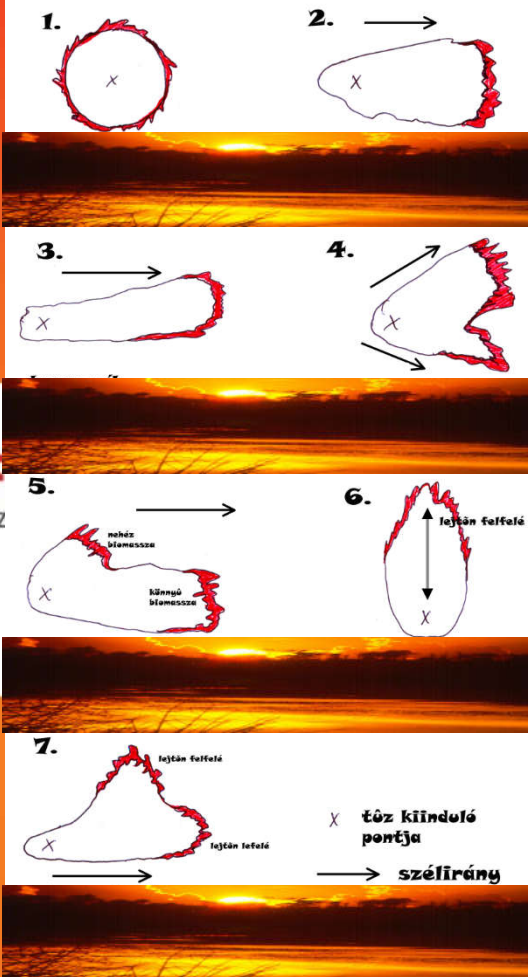 1.
2.
3.
4.
5.
nehéz
biomassza
könnyű
biomassza
6.
lejtőn felfelé
7.
lejtőn felfelé
lejtőn lefelé
x tűz kiinduló
pontja
szélirány